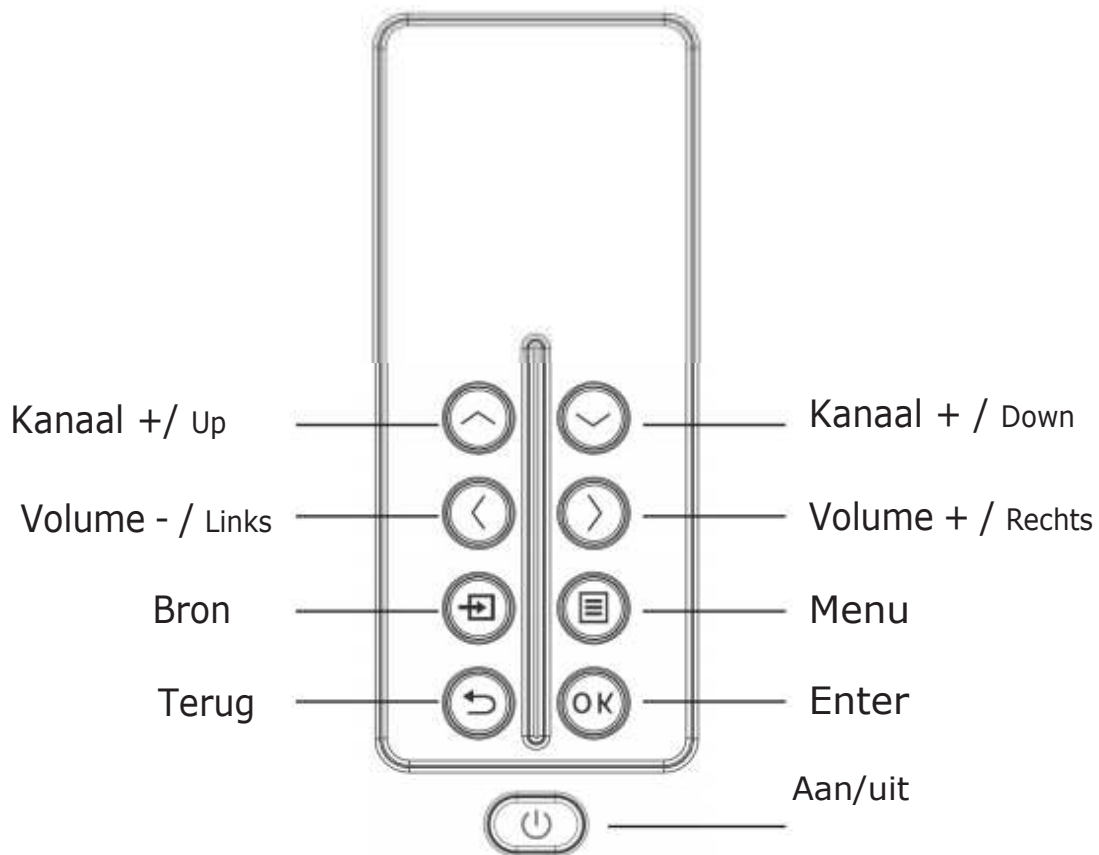 Kanaal +/ Up
Kanaal + / Down
Volume - / Links
Volume + / Rechts
Bron
Menu
Terug
OK
Enter
Aan/uit